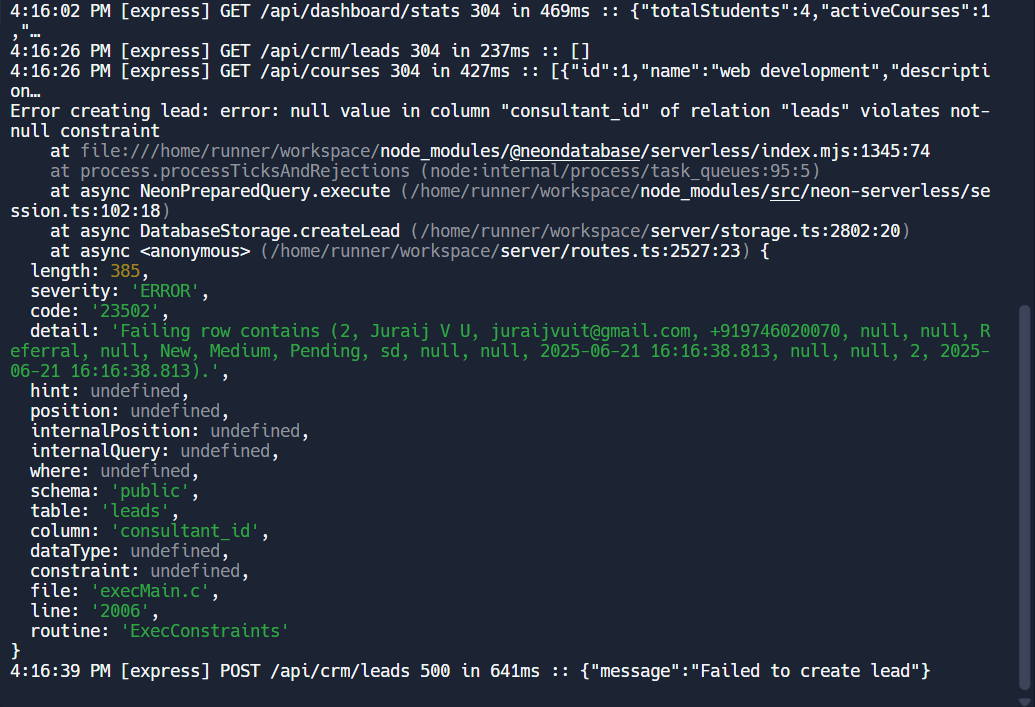 4:16:02 PM [express] GET /api/dashboard/stats 304 in 469ms :: {"totalStudents":4,"activeCourses":1
,"…
4:16:26 PM [express] GET /api/crm/leads 304 in 237ms :: []
4:16:26 PM [express] GET /api/courses 304 in 427ms :: [{"id":1,"name":"web development","descripti
on…
Error creating lead: error: null value in column "consultant_id" of relation "leads" violates not-
null constraint
    at file:///home/runner/workspace/node_modules/@neondatabase/serverless/index.mjs:1345:74
    at process.processTicksAndRejections (node:internal/process/task_queues:95:5)
    at async NeonPreparedQuery.execute (/home/runner/workspace/node_modules/src/neon-serverless/se
ssion.ts:102:18)
    at async DatabaseStorage.createLead (/home/runner/workspace/server/storage.ts:2802:20)
    at async <anonymous> (/home/runner/workspace/server/routes.ts:2527:23) {
  length: 385,
  severity: 'ERROR',
  code: '23502',
  detail: 'Failing row contains (2, Juraij V U, juraijvuit@gmail.com, +919746020070, null, null, R
eferral, null, New, Medium, Pending, sd, null, null, 2025-06-21 16:16:38.813, null, null, 2, 2025-
06-21 16:16:38.813).',
  hint: undefined,
  position: undefined,
  internalPosition: undefined,
  internalQuery: undefined,
  where: undefined,
  schema: 'public',
  table: 'leads',
  column: 'consultant_id',
  dataType: undefined,
  constraint: undefined,
  file: 'execMain.c',
  line: '2006',
  routine: 'ExecConstraints'
}
4:16:39 PM [express] POST /api/crm/leads 500 in 641ms :: {"message":"Failed to create lead"}